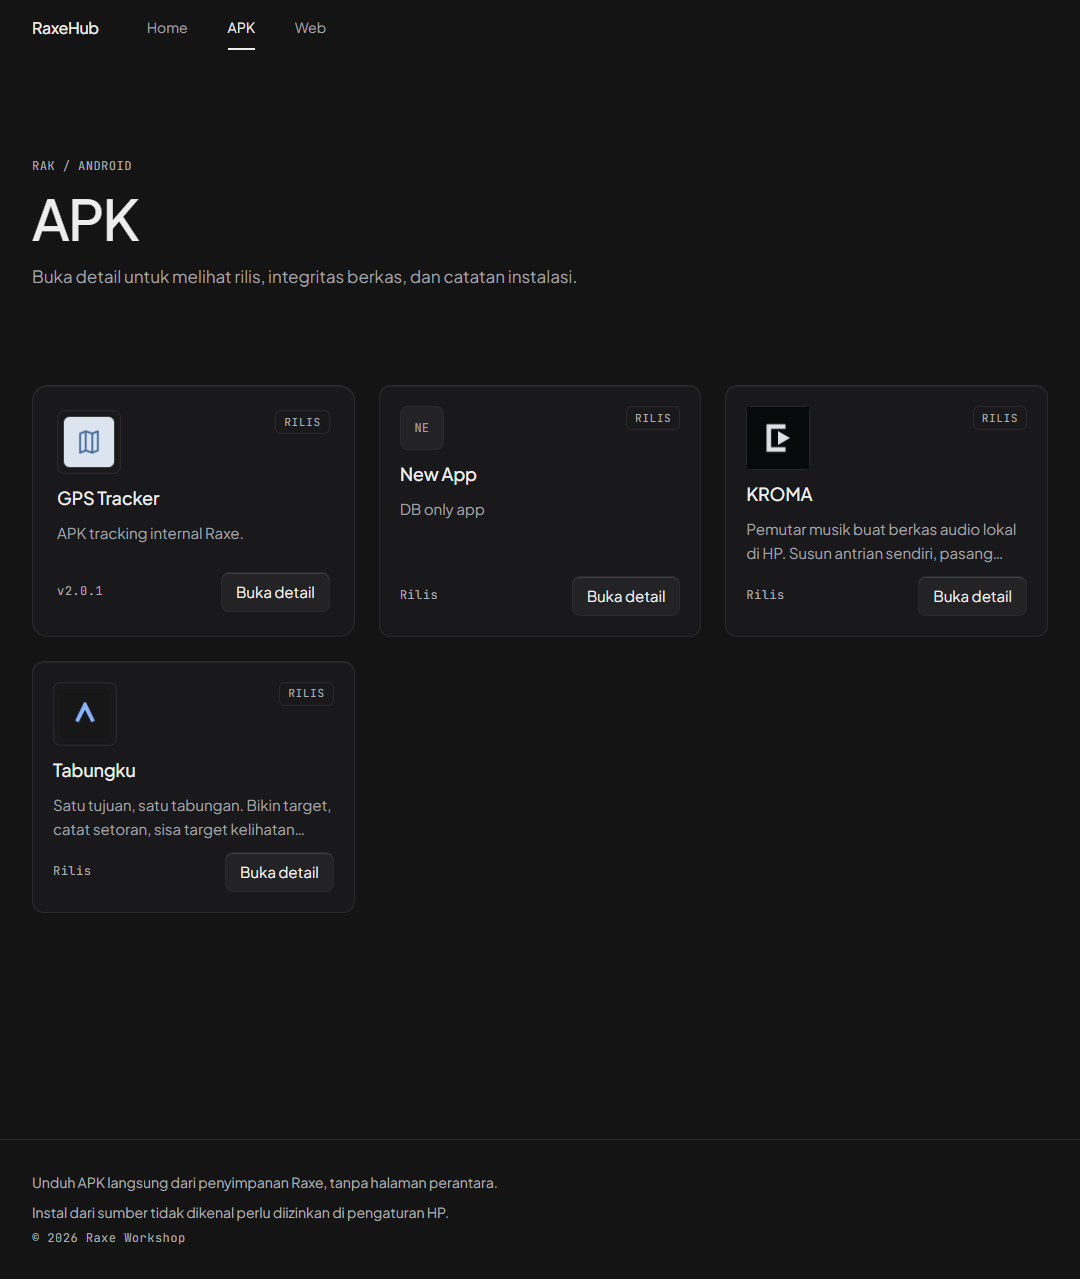 RaxeHub
Home
APK
Web
RAK / ANDROID
APK
Buka detail untuk melihat rilis, integritas berkas, dan catatan instalasi.
RILIS
GPS Tracker
APK tracking internal Raxe.
v2.0.1
Buka detail
NE
RILIS
New App
DB only app
Rilis
Buka detail
RILIS
KROMA
Pemutar musik buat berkas audio lokal
di HP. Susun antrian sendiri, pasang…
Rilis
Buka detail
RILIS
Tabungku
Satu tujuan, satu tabungan. Bikin target,
catat setoran, sisa target kelihatan…
Rilis
Buka detail
Unduh APK langsung dari penyimpanan Raxe, tanpa halaman perantara.
Instal dari sumber tidak dikenal perlu diizinkan di pengaturan HP.
© 2026 Raxe Workshop